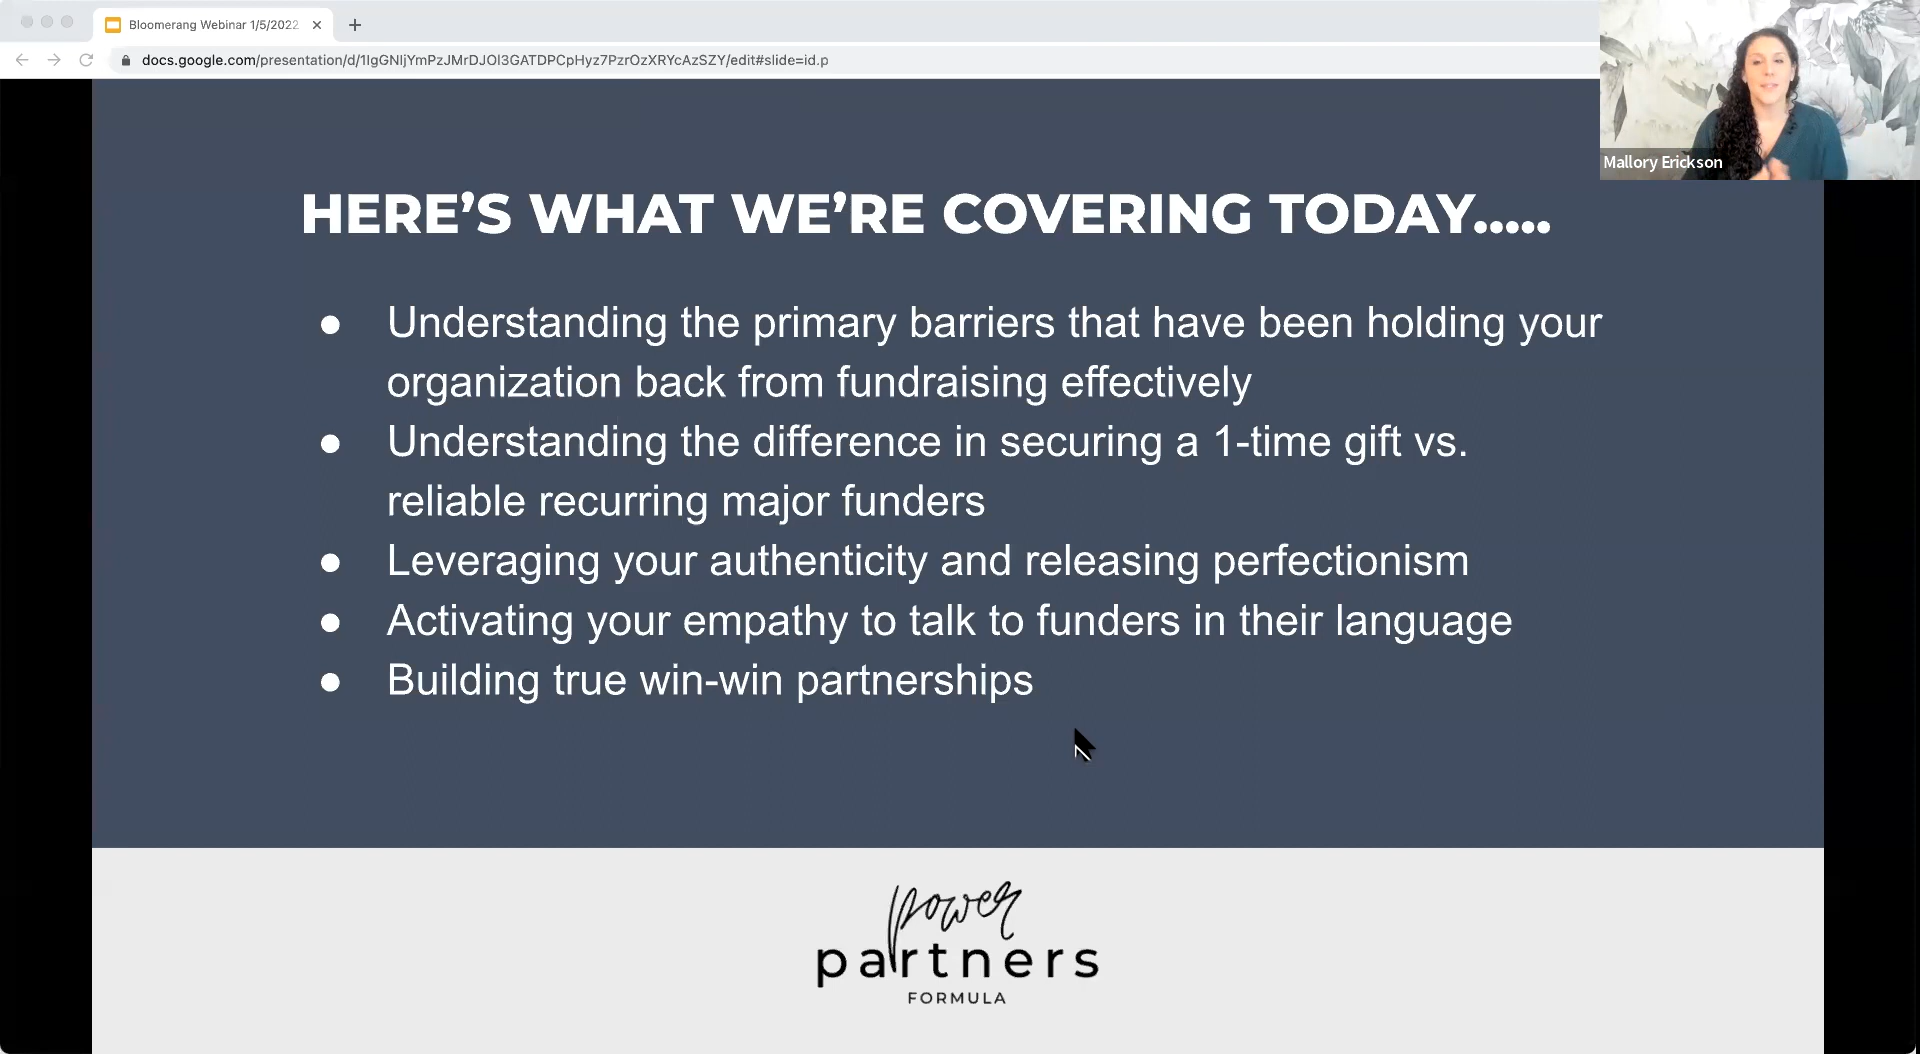 Bloomerang Webinar 1/5/2022
docs.google.com/presentation/d/1IgGNIjYmPzJMrDJOl3GATDPCpHyz7PzrOzXRYcAzSZY/edit#slide=id.p
Mallory Erickson
HERE’S WHAT WE’RE COVERING TODAY.....
● Understanding the primary barriers that have been holding your
organization back from fundraising effectively
● Understanding the difference in securing a 1-time gift vs.
reliable recurring major funders
● Leveraging your authenticity and releasing perfectionism
● Activating your empathy to talk to funders in their language
● Building true win-win partnerships
power
partners
FORMULA